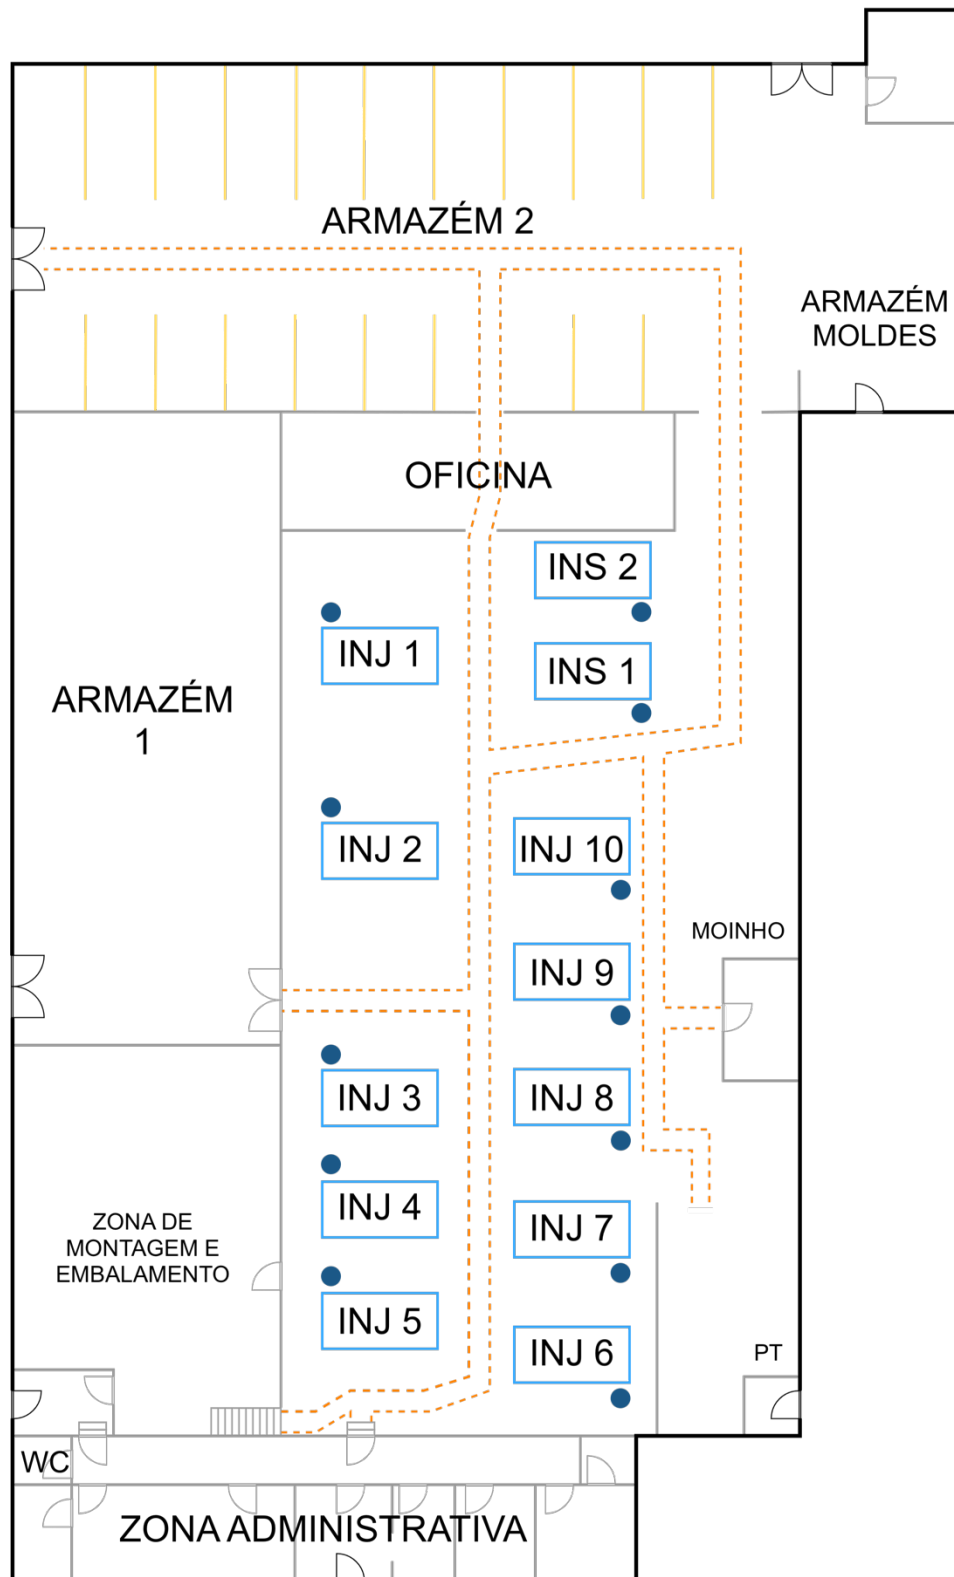 ARMAZÉM 2
ARMAZÉM
MOLDES
OFICINA
INS 2
INJ 1
INS 1
ARMAZÉM
1
INJ 2
INJ 10
MOINHO
INJ 9
INJ 3
INJ 8
INJ 4
ZONA DE
MONTAGEM E
EMBALAMENTO
INJ 7
INJ 5
INJ 6
PT
WC
ZONA ADMINISTRATIVA